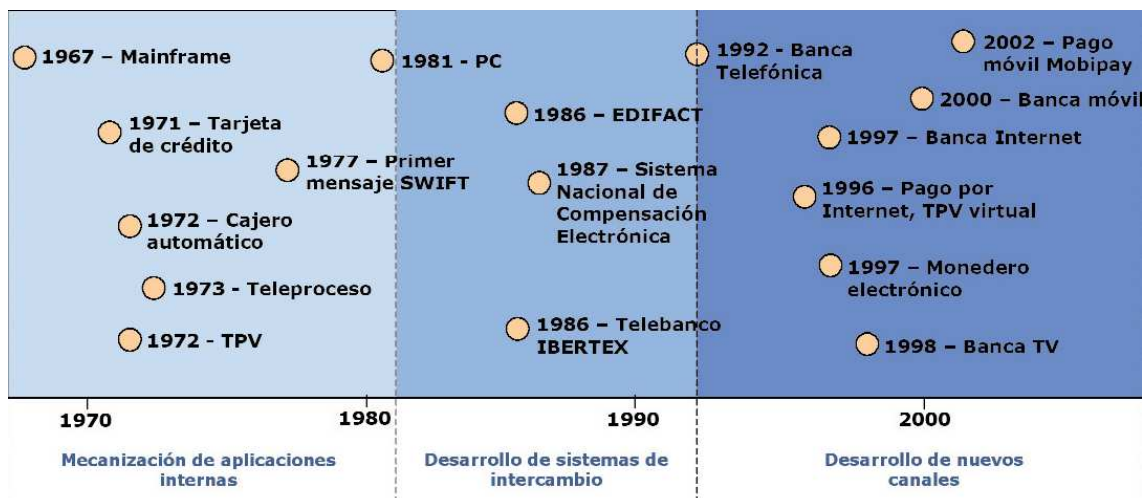 1967 – Mainframe
1971 – Tarjeta
de crédito
1977 – Primer
mensaje SWIFT
1972 – Cajero
automático
1973 - Teleproceso
1972 - TPV
1981 - PC
1986 – EDIFACT
1987 – Sistema
Nacional de
Compensación
Electrónica
1986 – Telebanco
IBERTEX
1992 - Banca
Telefónica
2002 – Pago
móvil Mobipay
2000 – Banca móvil
1997 – Banca Internet
1996 – Pago por
Internet, TPV virtual
1997 – Monedero
electrónico
1998 – Banca TV
1970
1980
1990
2000
Mecanización de aplicaciones
internas
Desarrollo de sistemas de
intercambio
Desarrollo de nuevos
canales